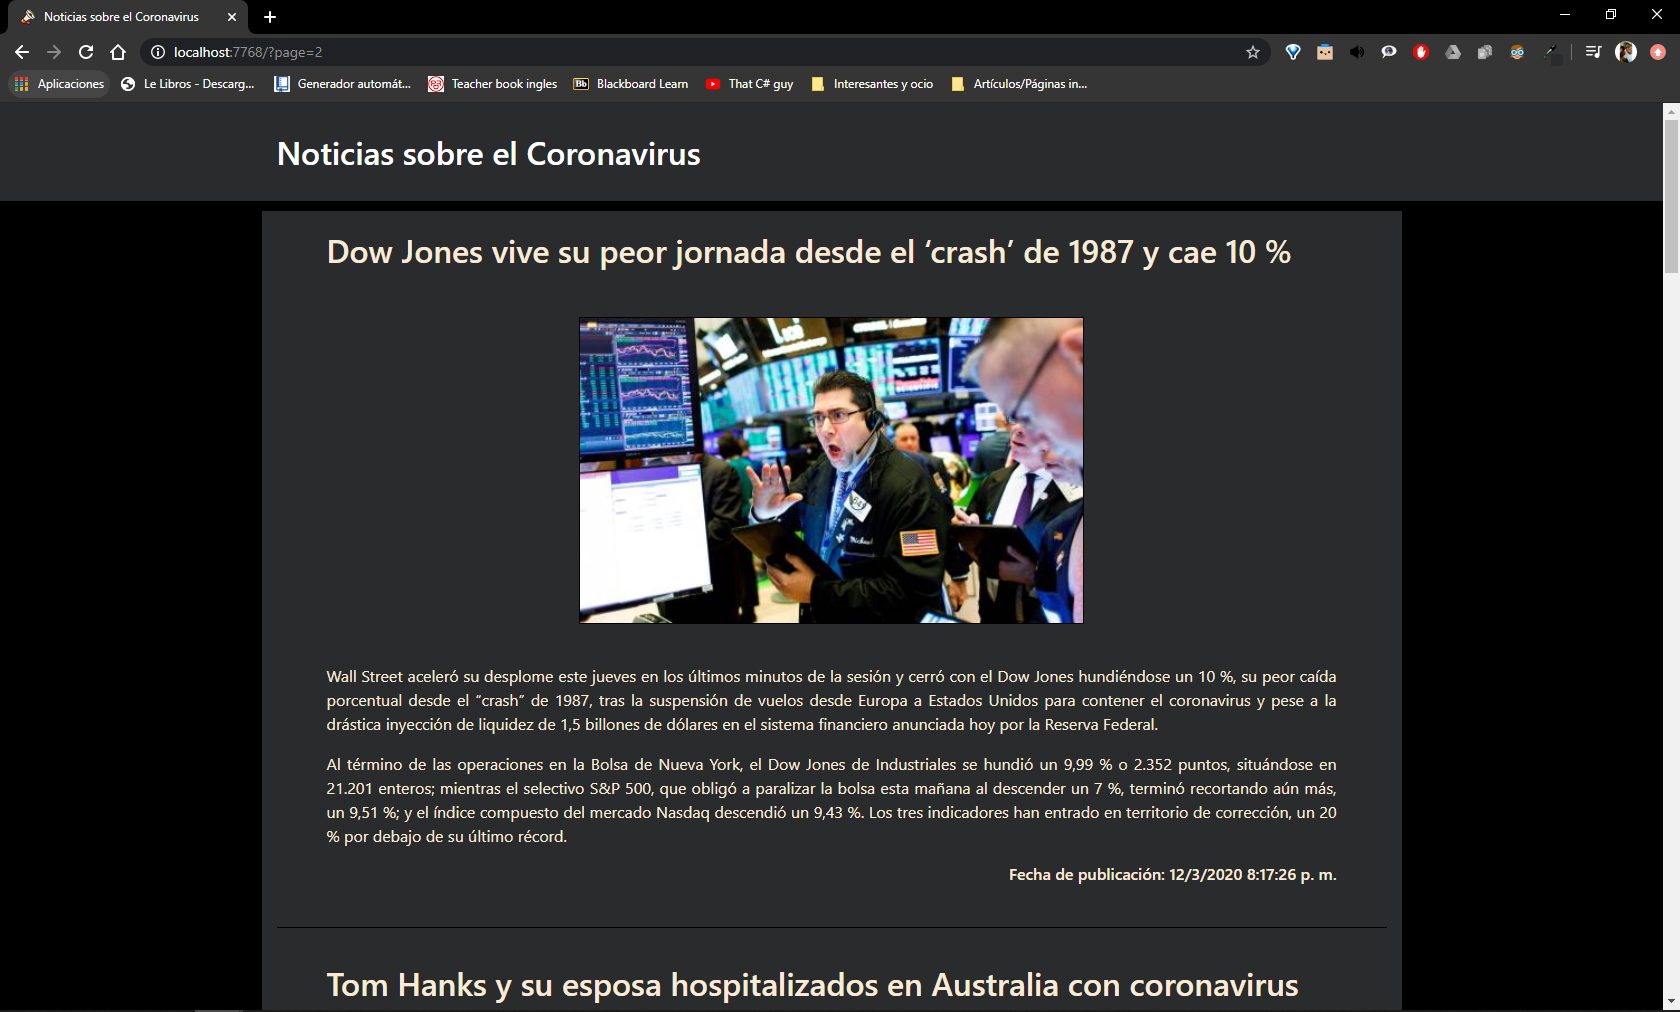 Noticias sobre el Coronavirus
localhost:7768/?page=2
Aplicaciones
Le Libros - Descarg...
Generador automát...
Teacher book ingles
Bb
Blackboard Learn
That C# guy
Interesantes y ocio
Artículos/Páginas in...
Noticias sobre el Coronavirus
Dow Jones vive su peor jornada desde el ‘crash’ de 1987 y cae 10 %
Wall Street aceleró su desplome este jueves en los últimos minutos de la sesión y cerró con el Dow Jones hundiéndose un 10 %, su peor caída
porcentual desde el “crash” de 1987, tras la suspensión de vuelos desde Europa a Estados Unidos para contener el coronavirus y pese a la
drástica inyección de liquidez de 1,5 billones de dólares en el sistema financiero anunciada hoy por la Reserva Federal.
Al término de las operaciones en la Bolsa de Nueva York, el Dow Jones de Industriales se hundió un 9,99 % o 2.352 puntos, situándose en
21.201 enteros; mientras el selectivo S&P 500, que obligó a paralizar la bolsa esta mañana al descender un 7 %, terminó recortando aún más,
un 9,51 %; y el índice compuesto del mercado Nasdaq descendió un 9,43 %. Los tres indicadores han entrado en territorio de corrección, un 20
% por debajo de su último récord.
Fecha de publicación: 12/3/2020 8:17:26 p. m.
Tom Hanks y su esposa hospitalizados en Australia con coronavirus